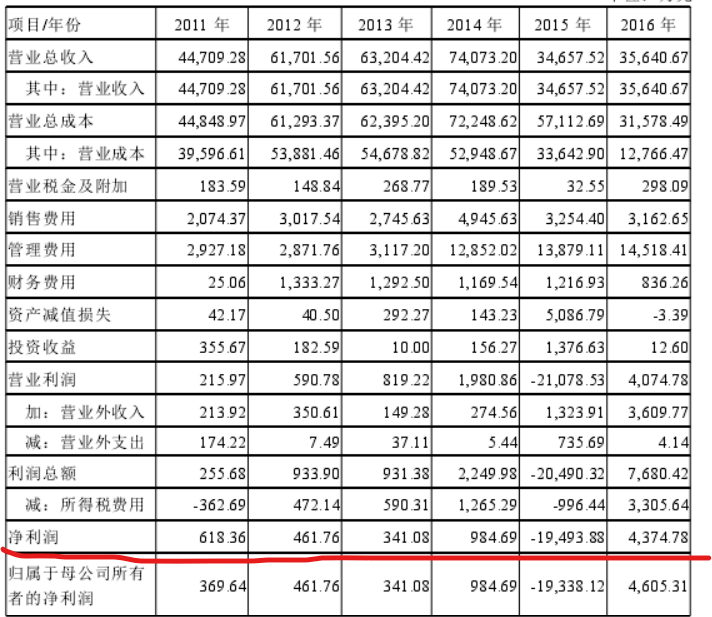 项目/年份 2011 年 2012 年 2013 年 2014 年 2015 年 2016 年
营业总收入 44,709.28 61,701.56 63,204.42 74,073.20 34,657.52 35,640.67
其中：营业收入 44,709.28 61,701.56 63,204.42 74,073.20 34,657.52 35,640.67
营业总成本 44,848.97 61,293.37 62,395.20 72,248.62 57,112.69 31,578.49
其中：营业成本 39,596.61 53,881.46 54,678.82 52,948.67 33,642.90 12,766.47
营业税金及附加 183.59 148.84 268.77 189.53 32.55 298.09
销售费用 2,074.37 3,017.54 2,745.63 4,945.63 3,254.40 3,162.65
管理费用 2,927.18 2,871.76 3,117.20 12,852.02 13,879.11 14,518.41
财务费用 25.06 1,333.27 1,292.50 1,169.54 1,216.93 836.26
资产减值损失 42.17 40.50 292.27 143.23 5,086.79 -3.39
投资收益 355.67 182.59 10.00 156.27 1,376.63 12.60
营业利润 215.97 590.78 819.22 1,980.86 -21,078.53 4,074.78
加：营业外收入 213.92 350.61 149.28 274.56 1,323.91 3,609.77
减：营业外支出 174.22 7.49 37.11 5.44 735.69 4.14
利润总额 255.68 933.90 931.38 2,249.98 -20,490.32 7,680.42
减：所得税费用 -362.69 472.14 590.31 1,265.29 -996.44 3,305.64
净利润 618.36 461.76 341.08 984.69 -19,493.88 4,374.78
归属于母公司所有
者的净利润 369.64 461.76 341.08 984.69 -19,338.12 4,605.31